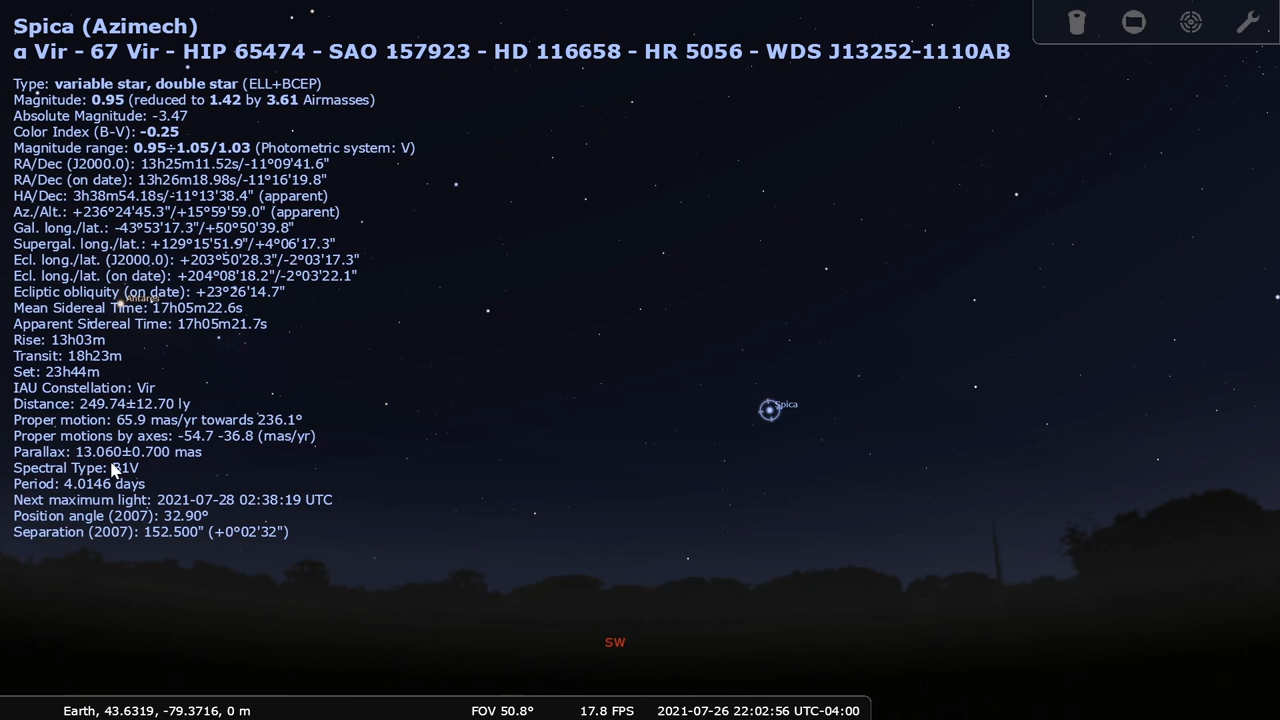 Spica (Azimech)
α Vir - 67 Vir - HIP 65474 - SAO 157923 - HD 116658 - HR 5056 - WDS J13252-1110AB
Type: variable star, double star (ELL+BCEP)
Magnitude: 0.95 (reduced to 1.42 by 3.61 Airmasses)
Absolute Magnitude: -3.47
Color Index (B-V): -0.25
Magnitude range: 0.95÷1.05/1.03 (Photometric system: V)
RA/Dec (J2000.0): 13h25m11.52s/-11°09'41.6"
RA/Dec (on date): 13h26m18.98s/-11°16'19.8"
HA/Dec: 3h38m54.18s/-11°13'38.4" (apparent)
Az./Alt.: +236°24'45.3"/+15°59'59.0" (apparent)
Gal. long./lat.: -43°53'17.3"/+50°50'39.8"
Supergal. long./lat.: +129°15'51.9"/+4°06'17.3"
Ecl. long./lat. (J2000.0): +203°50'28.3"/-2°03'17.3"
Ecl. long./lat. (on date): +204°08'18.2"/-2°03'22.1"
Ecliptic obliquity (on date): +23°26'14.7"
Antares
Mean Sidereal Time: 17h05m22.6s
Apparent Sidereal Time: 17h05m21.7s
Rise: 13h03m
Transit: 18h23m
Set: 23h44m
IAU Constellation: Vir
Distance: 249.74±12.70 ly
Spica
Proper motion: 65.9 mas/yr towards 236.1°
Proper motions by axes: -54.7 -36.8 (mas/yr)
Parallax: 13.060±0.700 mas
Spectral Type:
Period: 4.0146 days
Next maximum light: 2021-07-28 02:38:19 UTC
Position angle (2007): 32.90°
Separation (2007): 152.500" (+0°02'32")
SW
Earth, 43.6319, -79.3716, 0 m FOV 50.8° 17.8 FPS 2021-07-26 22:02:56 UTC-04:00